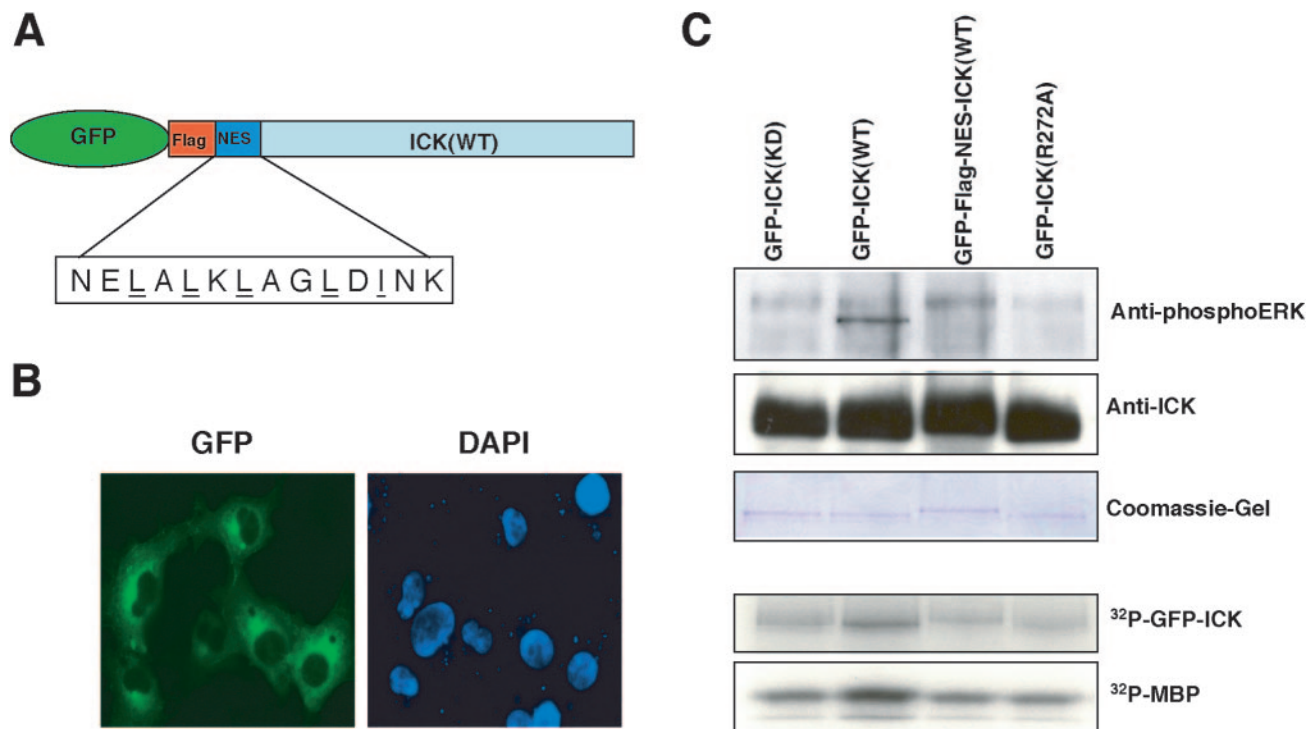 A
GFP
Flag
NES
ICK(WT)
NELALKLAGLDINK
B
GFP
DAPI
C
GFP-ICK(KD)
GFP-ICK(WT)
GFP-Flag-NES-ICK(WT)
GFP-ICK(R272A)
Anti-phosphoERK
Anti-ICK
Coomassie-Gel
³²P-GFP-ICK
³²P-MBP